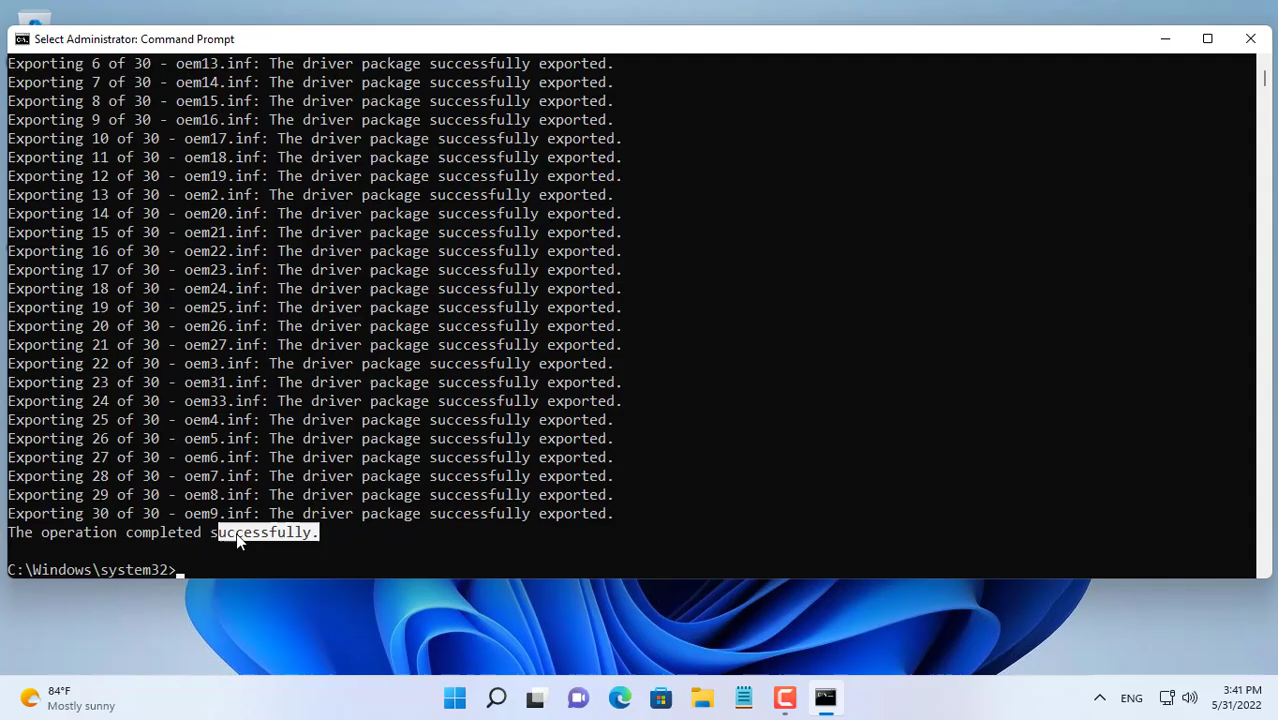 Select Administrator: Command Prompt
Exporting 6 of 30 - oem13.inf: The driver package successfully exported.
Exporting 7 of 30 - oem14.inf: The driver package successfully exported.
Exporting 8 of 30 - oem15.inf: The driver package successfully exported.
Exporting 9 of 30 - oem16.inf: The driver package successfully exported.
Exporting 10 of 30 - oem17.inf: The driver package successfully exported.
Exporting 11 of 30 - oem18.inf: The driver package successfully exported.
Exporting 12 of 30 - oem19.inf: The driver package successfully exported.
Exporting 13 of 30 - oem2.inf: The driver package successfully exported.
Exporting 14 of 30 - oem20.inf: The driver package successfully exported.
Exporting 15 of 30 - oem21.inf: The driver package successfully exported.
Exporting 16 of 30 - oem22.inf: The driver package successfully exported.
Exporting 17 of 30 - oem23.inf: The driver package successfully exported.
Exporting 18 of 30 - oem24.inf: The driver package successfully exported.
Exporting 19 of 30 - oem25.inf: The driver package successfully exported.
Exporting 20 of 30 - oem26.inf: The driver package successfully exported.
Exporting 21 of 30 - oem27.inf: The driver package successfully exported.
Exporting 22 of 30 - oem3.inf: The driver package successfully exported.
Exporting 23 of 30 - oem31.inf: The driver package successfully exported.
Exporting 24 of 30 - oem33.inf: The driver package successfully exported.
Exporting 25 of 30 - oem4.inf: The driver package successfully exported.
Exporting 26 of 30 - oem5.inf: The driver package successfully exported.
Exporting 27 of 30 - oem6.inf: The driver package successfully exported.
Exporting 28 of 30 - oem7.inf: The driver package successfully exported.
Exporting 29 of 30 - oem8.inf: The driver package successfully exported.
Exporting 30 of 30 - oem9.inf: The driver package successfully exported.
The operation completed successfully.
C:\Windows\system32>
84°F
Mostly sunny
ENG
3:41 PM
5/31/2022